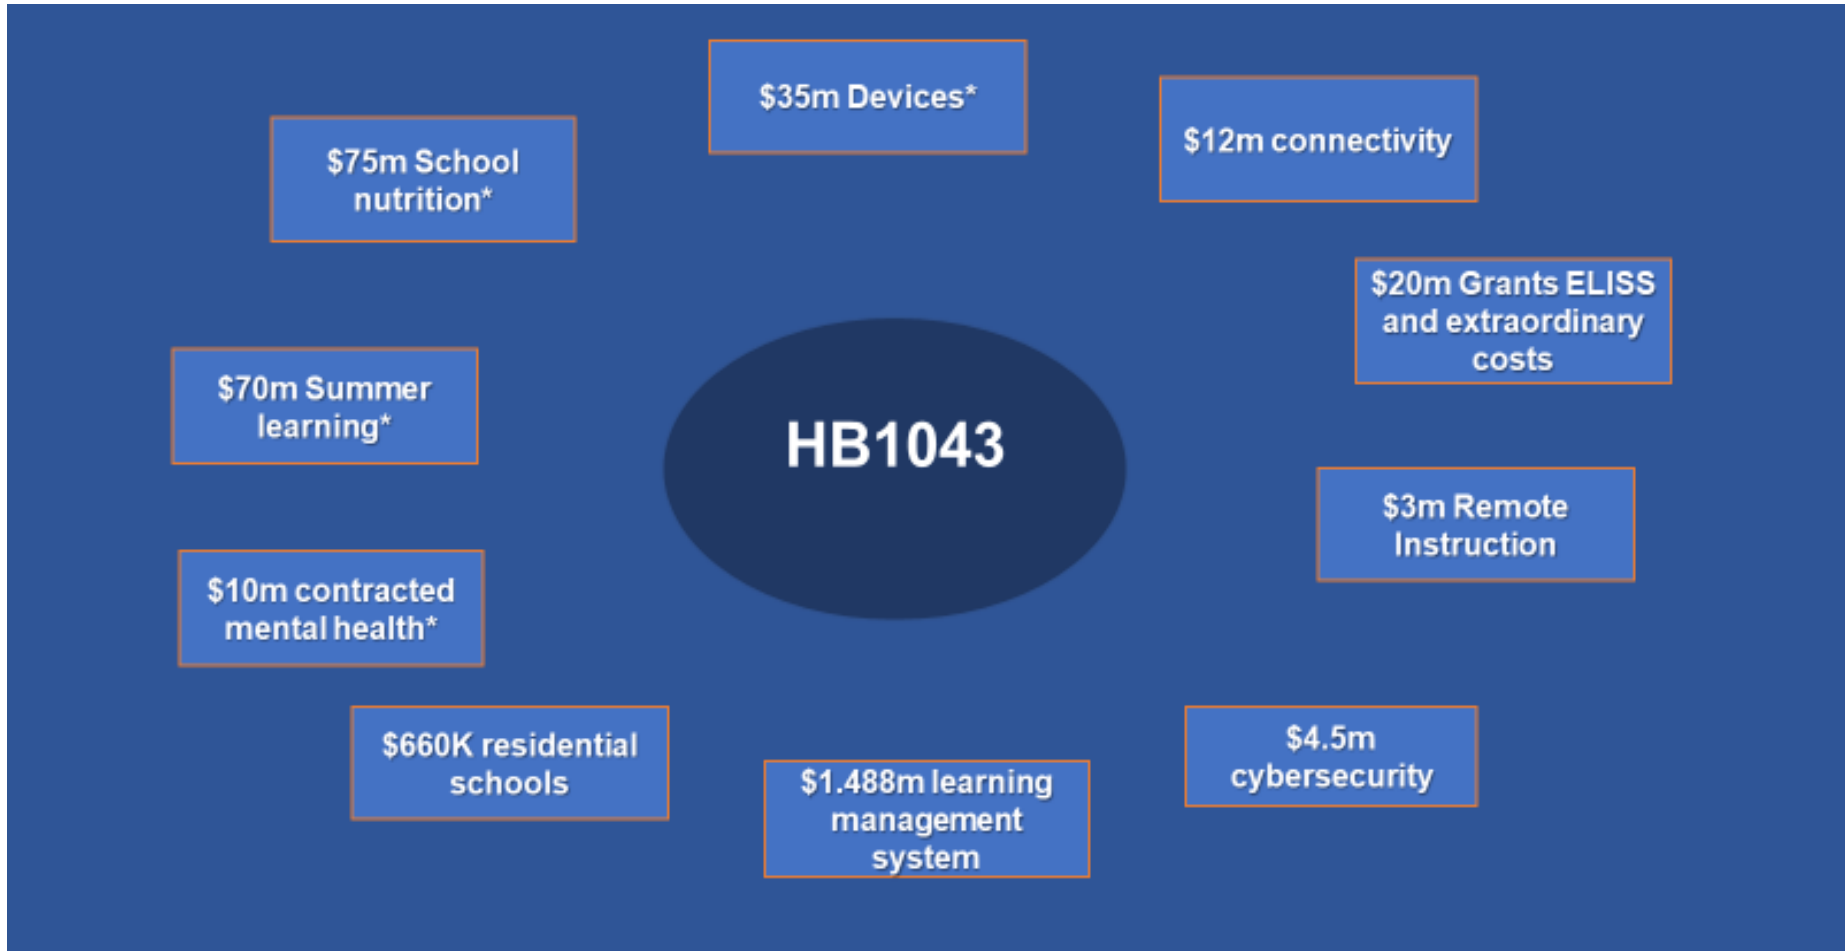 $35m Devices*
$12m connectivity
$75m School
nutrition*
$20m Grants ELISS
and extraordinary
costs
$70m Summer
learning*
HB1043
$3m Remote
Instruction
$10m contracted
mental health*
$660K residential
schools
$4.5m
cybersecurity
$1.488m learning
management
system